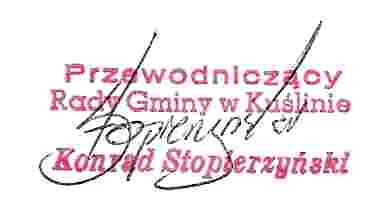 Przewodniczący
Rady Gminy w Kuślinie
Konrad Stopierzyński